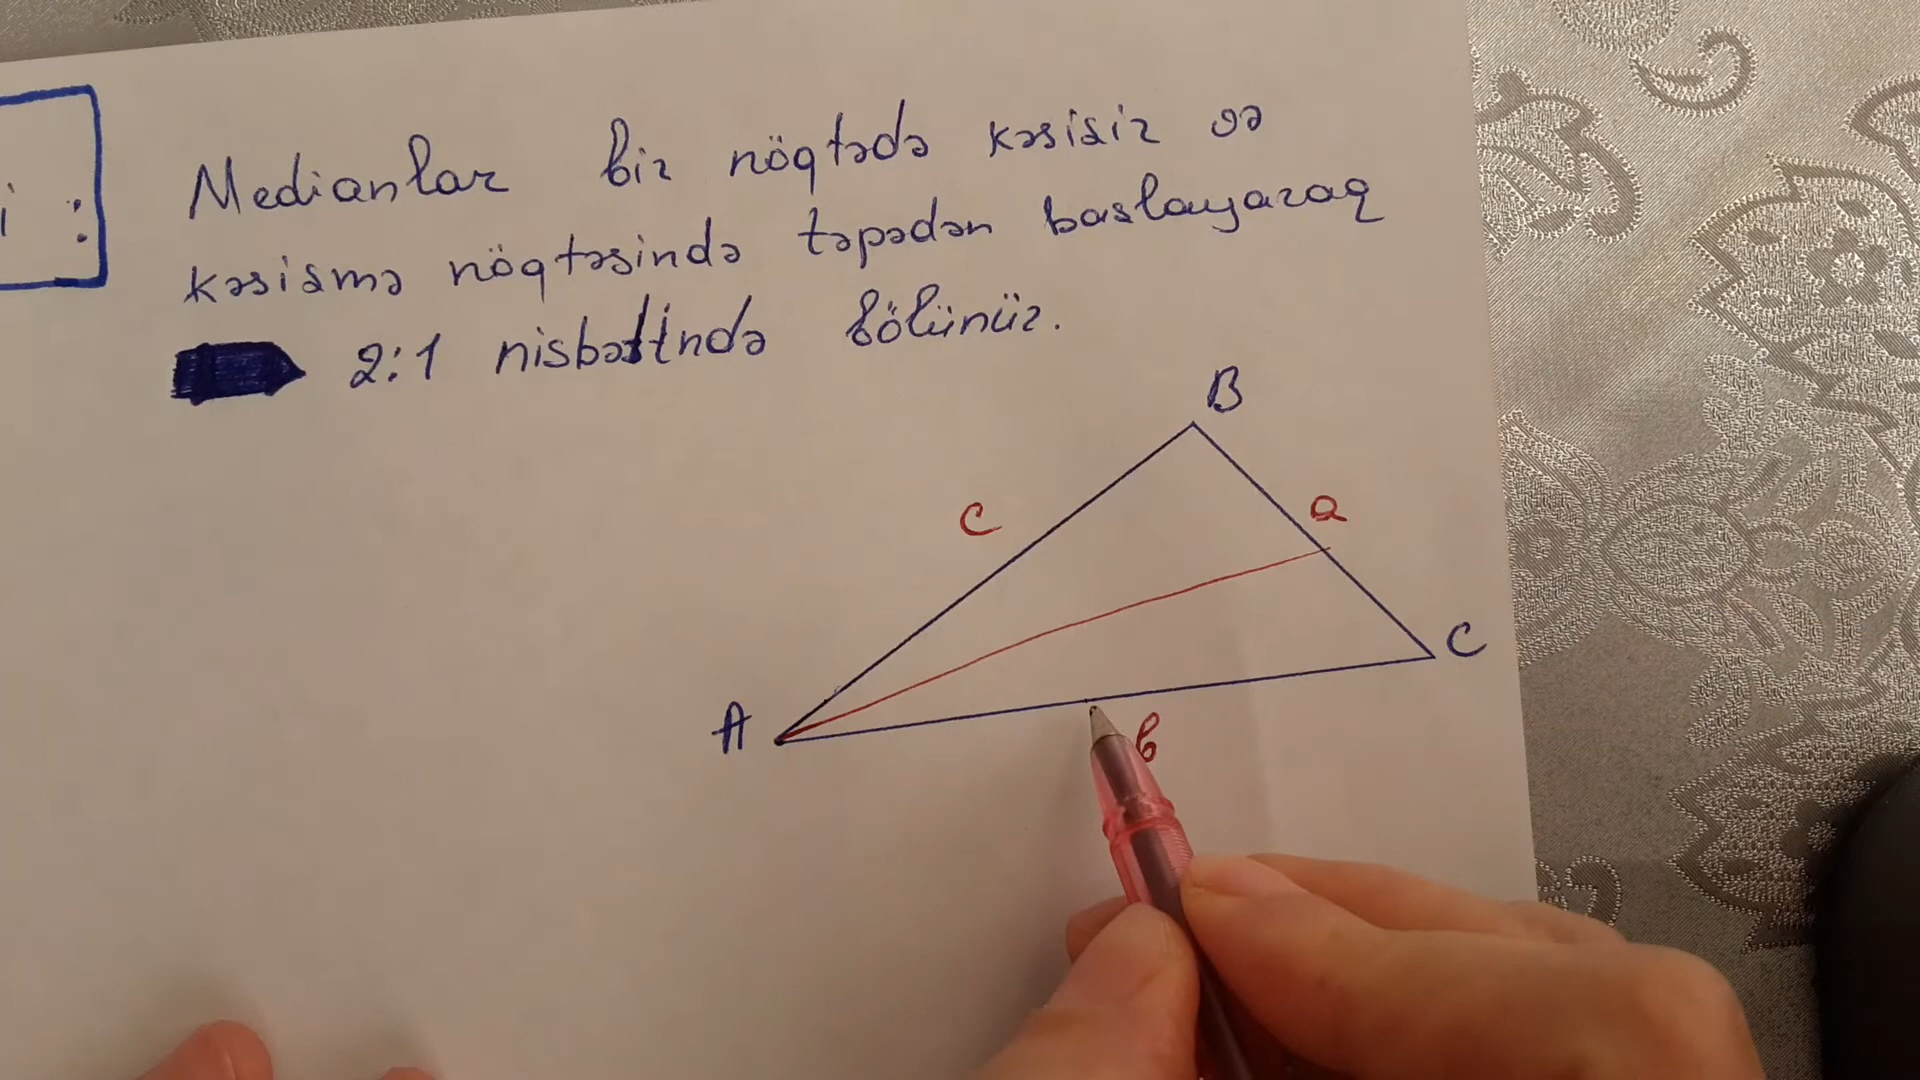 i :
Medianlar bir nöqtədə kəsişir və
kəsişmə nöqtəsində təpədən başlayaraq
2:1 nisbətində bölünür.
B
c
a
C
A
b